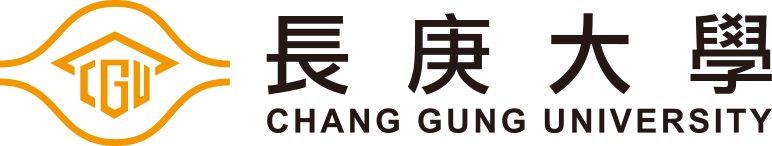 CGU
長庚大學
CHANG GUNG UNIVERSITY